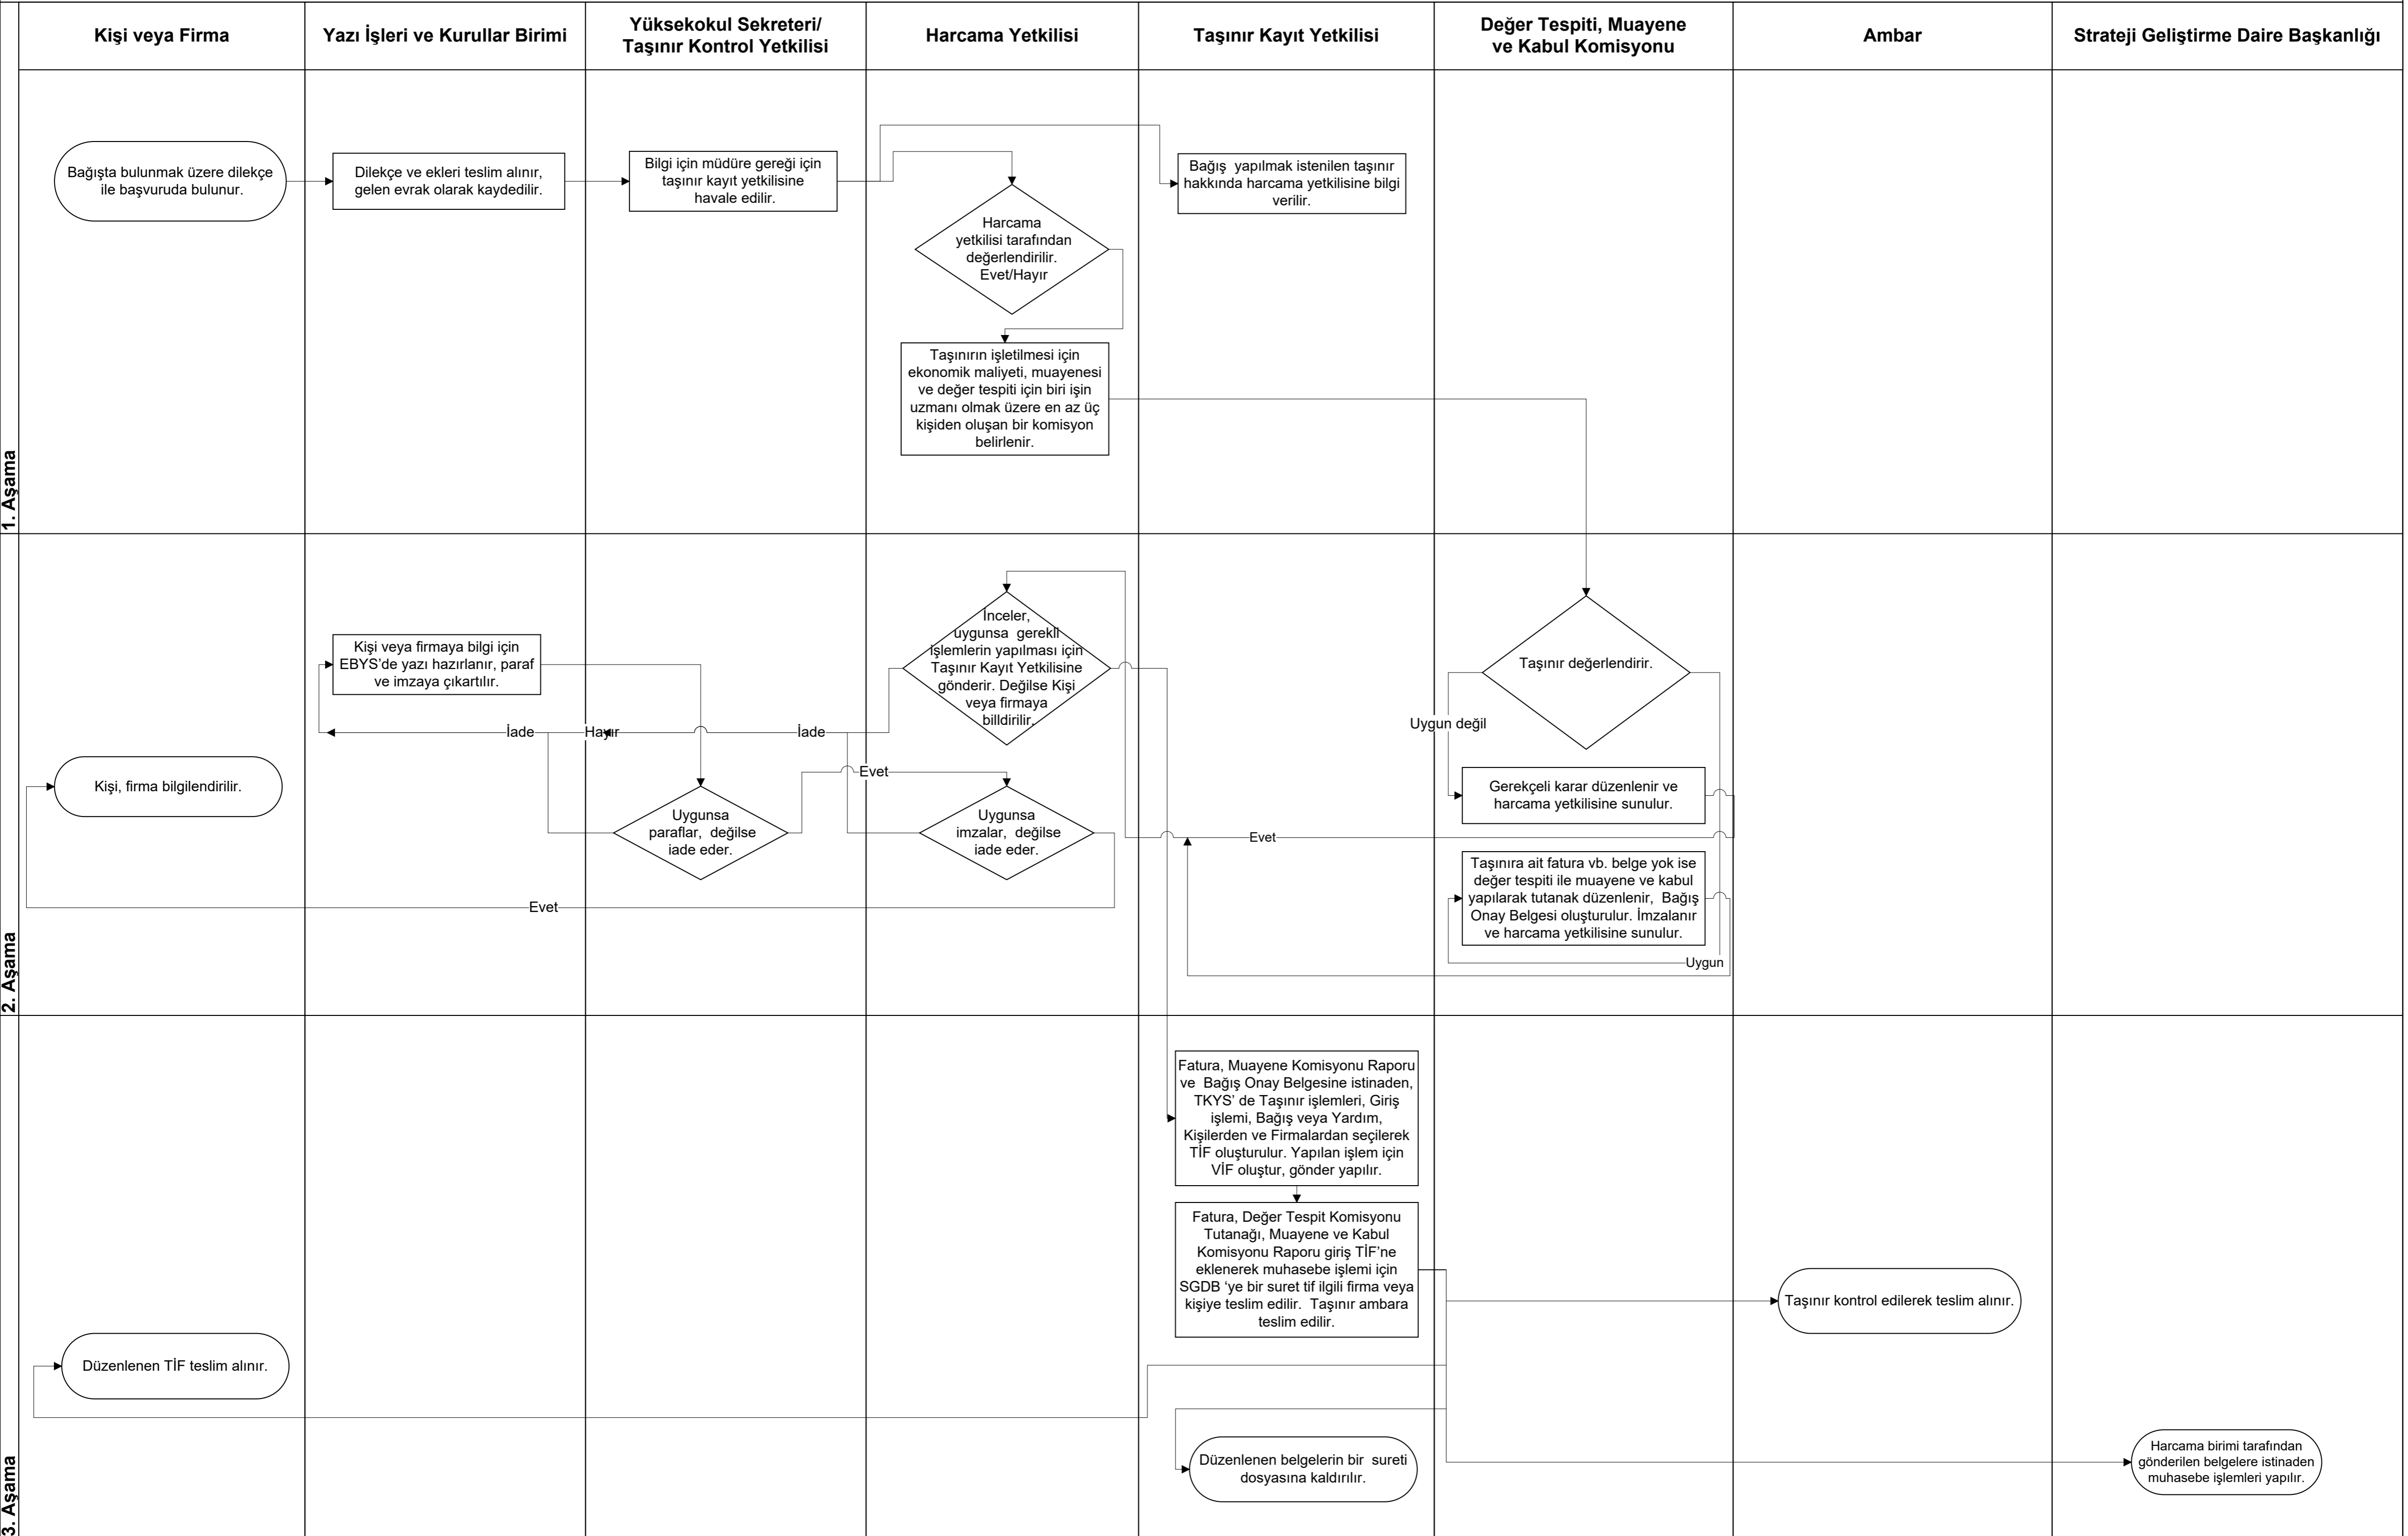 Kişi veya Firma
Yazı İşleri ve Kurullar Birimi
Yüksekokul Sekreteri/
Taşınır Kontrol Yetkilisi
Harcama Yetkilisi
Taşınır Kayıt Yetkilisi
Değer Tespiti, Muayene
ve Kabul Komisyonu
Ambar
Strateji Geliştirme Daire Başkanlığı
1. Aşama
Bağışta bulunmak üzere dilekçe
ile başvuruda bulunur.
Dilekçe ve ekleri teslim alınır,
gelen evrak olarak kaydedilir.
Bilgi için müdüre gereği için
taşınır kayıt yetkilisine
havale edilir.
Harcama
yetkilisi tarafından
değerlendirilir.
Evet/Hayır
Bağış yapılmak istenilen taşınır
hakkında harcama yetkilisine bilgi
verilir.
Taşınırın işletilmesi için
ekonomik maliyeti, muayenesi
ve değer tespiti için biri işin
uzmanı olmak üzere en az üç
kişiden oluşan bir komisyon
belirlenir.
2. Aşama
Kişi veya firmaya bilgi için
EBYS’de yazı hazırlanır, paraf
ve imzaya çıkartılır.
İnceler,
uygunsa gerekli
işlemlerin yapılması için
Taşınır Kayıt Yetkilisine
gönderir. Değilse Kişi
veya firmaya
billdirilir.
Taşınır değerlendirir.
Uygun değil
İade
Hayır
İade
Evet
Kişi, firma bilgilendirilir.
Uygunsa
paraflar, değilse
iade eder.
Uygunsa
imzalar, değilse
iade eder.
Gerekçeli karar düzenlenir ve
harcama yetkilisine sunulur.
Evet
Taşınıra ait fatura vb. belge yok ise
değer tespiti ile muayene ve kabul
yapılarak tutanak düzenlenir, Bağış
Onay Belgesi oluşturulur. İmzalanır
ve harcama yetkilisine sunulur.
Evet
Uygun
3. Aşama
Fatura, Muayene Komisyonu Raporu
ve Bağış Onay Belgesine istinaden,
TKYS’ de Taşınır işlemleri, Giriş
işlemi, Bağış veya Yardım,
Kişilerden ve Firmalardan seçilerek
TİF oluşturulur. Yapılan işlem için
VİF oluştur, gönder yapılır.
Fatura, Değer Tespit Komisyonu
Tutanağı, Muayene ve Kabul
Komisyonu Raporu giriş TİF’ne
eklenerek muhasebe işlemi için
SGDB ‘ye bir suret tif ilgili firma veya
kişiye teslim edilir. Taşınır ambara
teslim edilir.
Taşınır kontrol edilerek teslim alınır.
Düzenlenen TİF teslim alınır.
Düzenlenen belgelerin bir sureti
dosyasına kaldırılır.
Harcama birimi tarafından
gönderilen belgelere istinaden
muhasebe işlemleri yapılır.